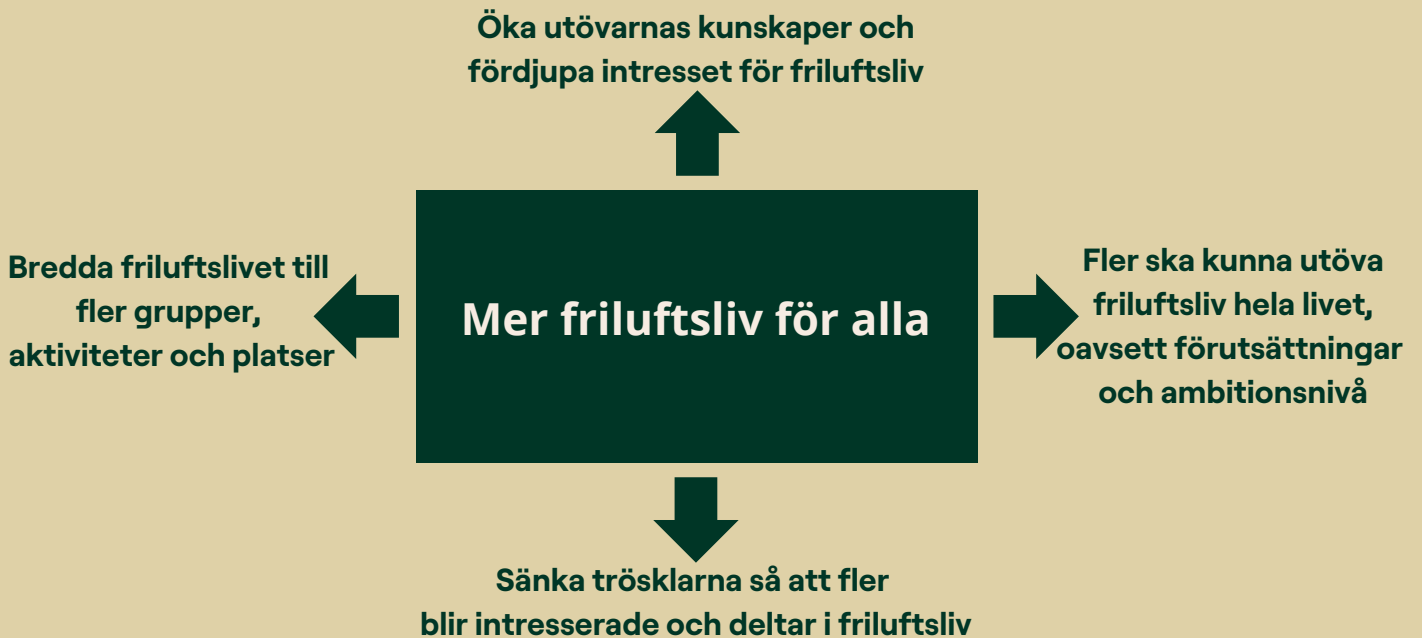 Öka utövarnas kunskaper och
fördjupa intresset för friluftsliv
Bredda friluftslivet till
fler grupper,
aktiviteter och platser
Mer friluftsliv för alla
Fler ska kunna utöva
friluftsliv hela livet,
oavsett förutsättningar
och ambitionsnivå
Sänka trösklarna så att fler
blir intresserade och deltar i friluftsliv